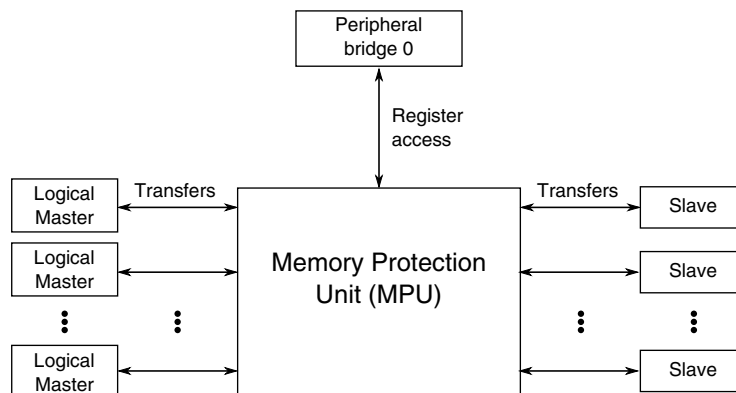 Peripheral
bridge 0
Register
access
Logical
Master
Transfers
Transfers
Slave
Logical
Master
Memory Protection
Unit (MPU)
Slave
Logical
Master
Slave